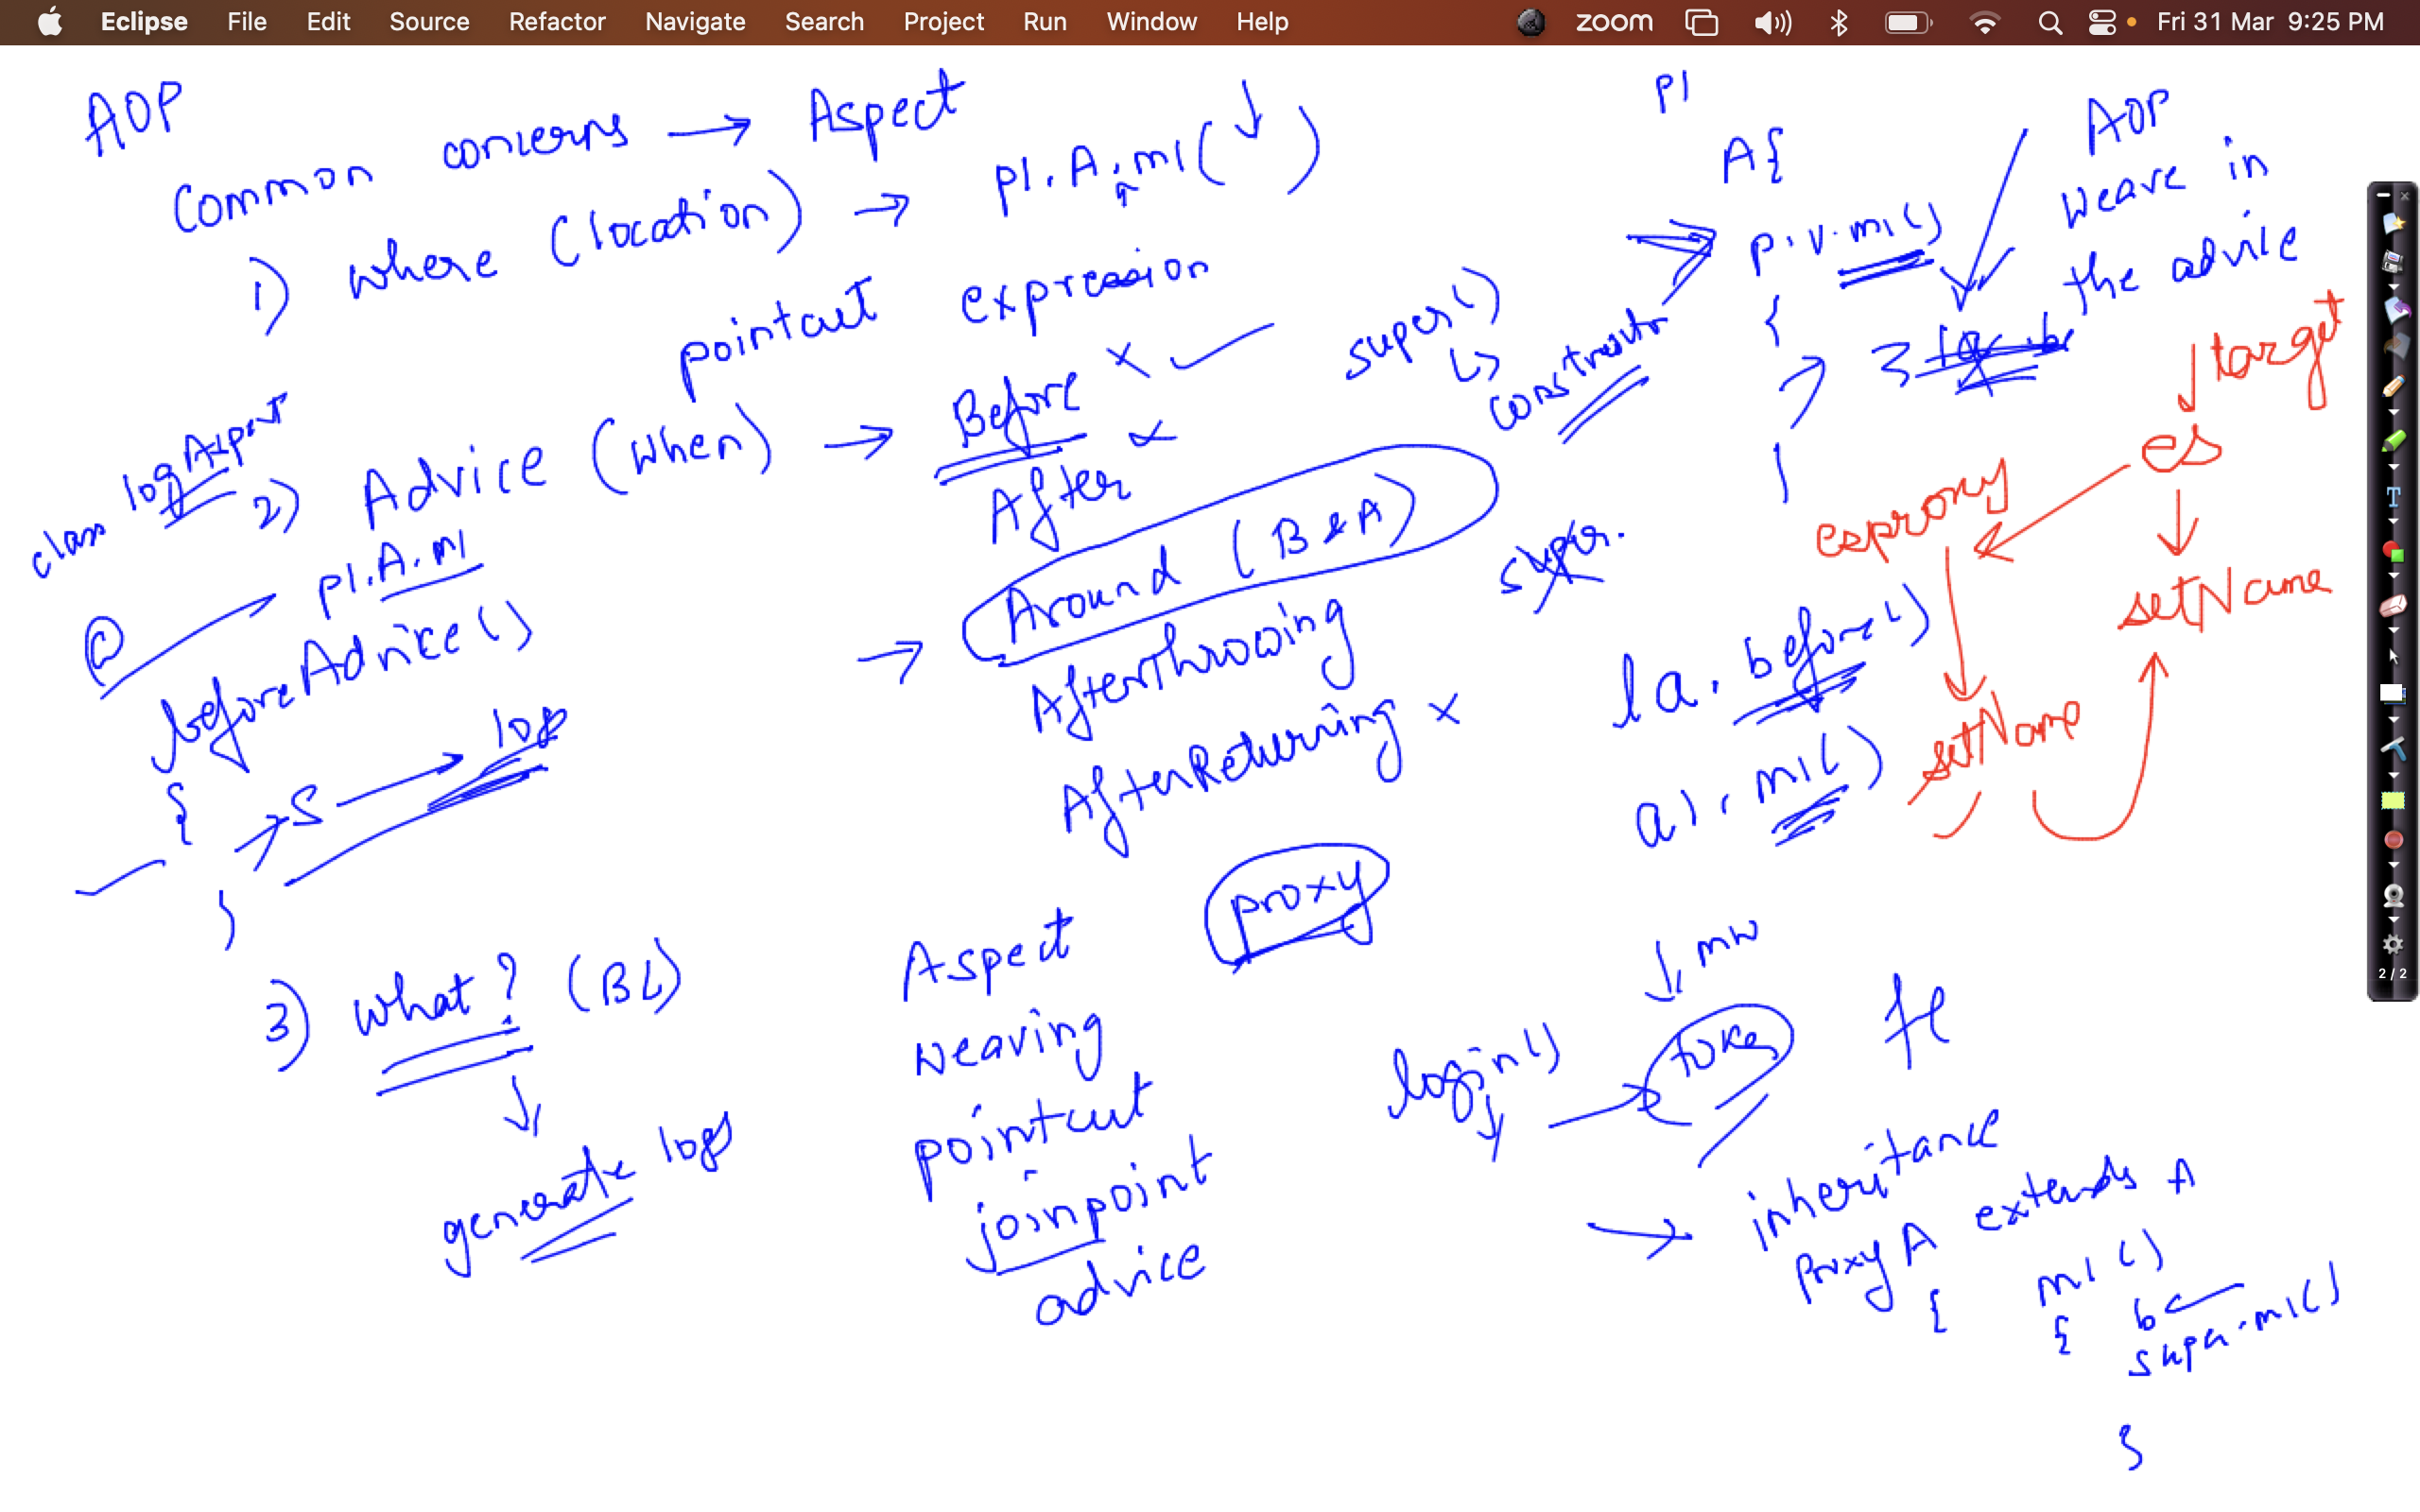 Eclipse File Edit Source Refactor Navigate Search Project Run Window Help zoom Fri 31 Mar 9:25 PM
AOP
Common concerns → Aspect
1) where (location) → p1.A.m1( )
pointcut expression
2) Advice (when) → Before x
After x
Around (B & A)
→
AfterThrowing
AfterReturning x
class logAspect
@ p1.A.m1
beforeAdvice()
{
s → log
}
3) what? (BL)
generate logs
proxy
Aspect
weaving
pointcut
joinpoint
advice
p1
A{
p.v.m1()
{
}
AOP
weave in
the advice
super()
constructor
super.
la.before()
a1.m1()
target
es
esproxy
setName
setName
mw
login() → token
→ inheritance
Proxy A extends A
{ m1()
{ b
super.m1()
}
2 / 2